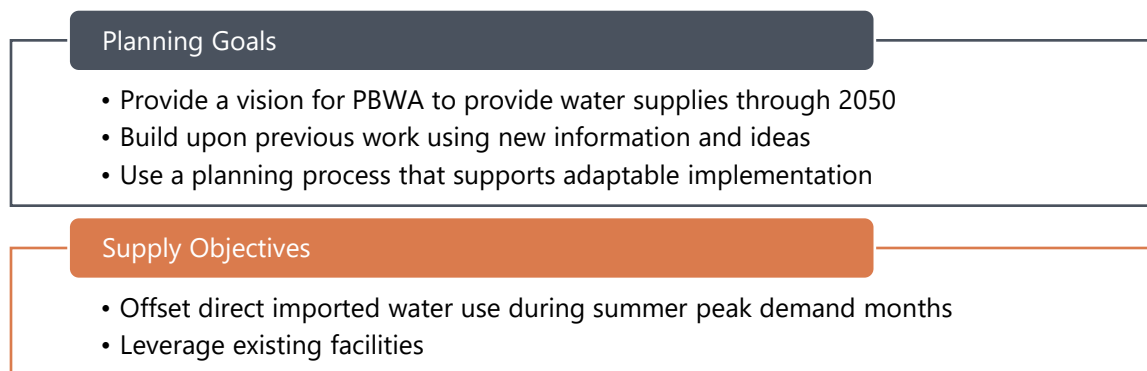 Planning Goals
• Provide a vision for PBWA to provide water supplies through 2050
• Build upon previous work using new information and ideas
• Use a planning process that supports adaptable implementation
Supply Objectives
• Offset direct imported water use during summer peak demand months
• Leverage existing facilities